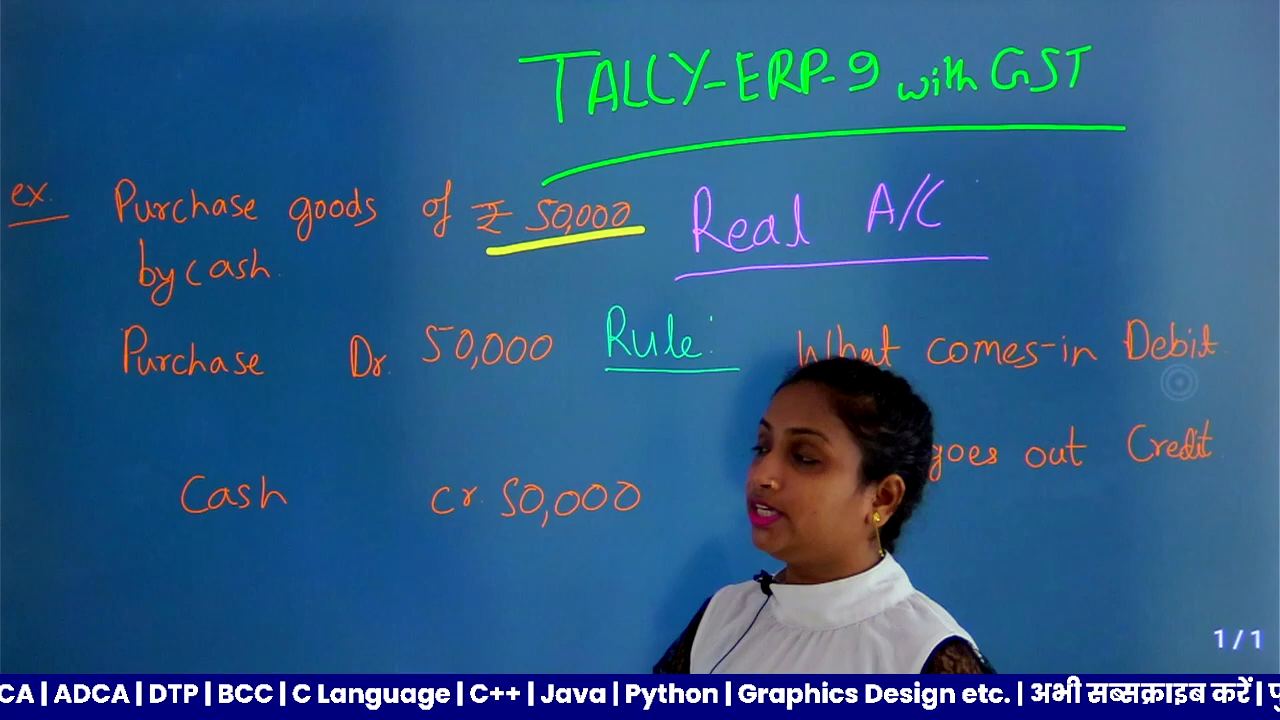 TALLY-ERP-9 with GST
ex. Purchase goods of ₹ 50,000
by cash.
Real A/C
Purchase Dr. 50,000
Rule:
What comes-in Debit
goes out Credit
Cash cr. 50,000
1/1
CA | ADCA | DTP | BCC | C Language | C++ | Java | Python | Graphics Design etc. | अभी सब्सक्राइब करें |